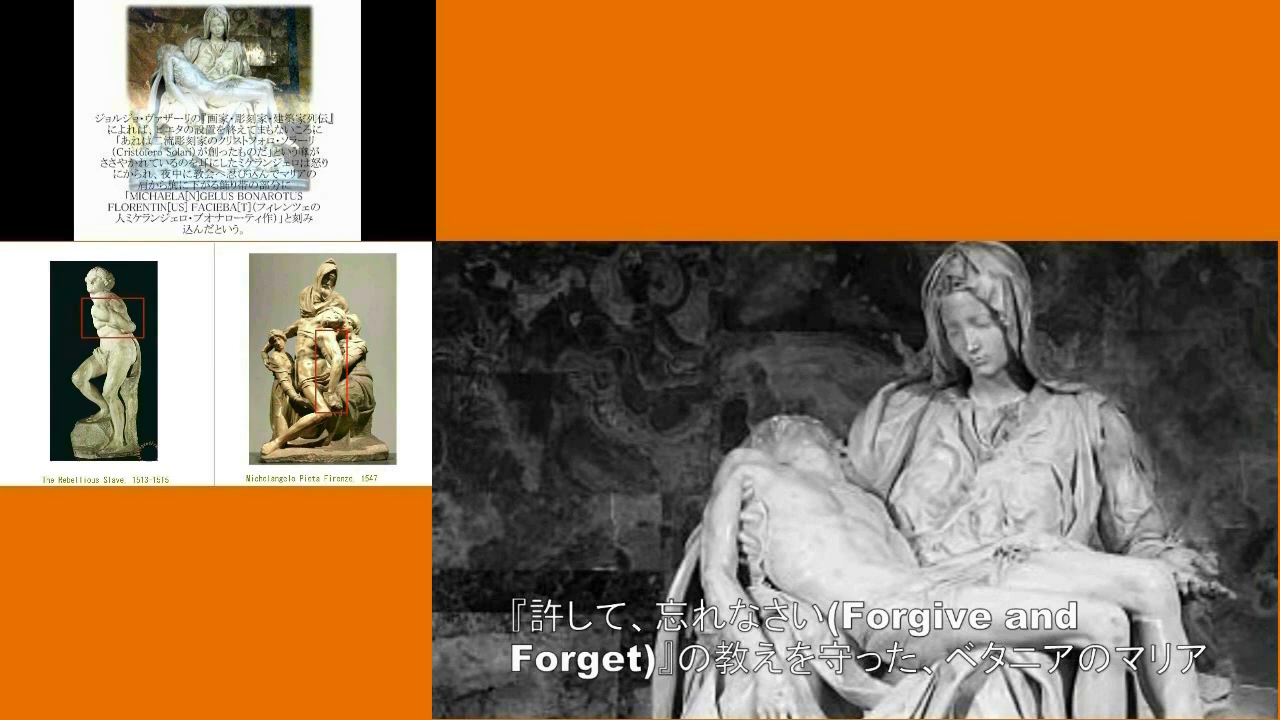 ジョルジョ・ヴァザーリの『画家・彫刻家・建築家列伝』
によれば、ピエタの設置を終えてまもないころに
「あれは二流彫刻家のクリストフォロ・ソラーリ
(Cristoforo Solari)が創ったものだ」という噂が
ささやかれているのを耳にしたミケランジェロは怒り
にかられ、夜中に教会へ忍び込んでマリアの
肩から腰に下がる飾り帯の部分に
「MICHAELA[N]GELUS BONAROTUS
FLORENTIN[US] FACIEBA[T](フィレンツェの
人ミケランジェロ・ブオナローティ作)」と刻み
込んだという。
The Rebellious Slave, 1513-1515
Michelangelo Pieta Firenze, 1547
『許して、忘れなさい(Forgive and
Forget)』の教えを守った、ベタニアのマリア